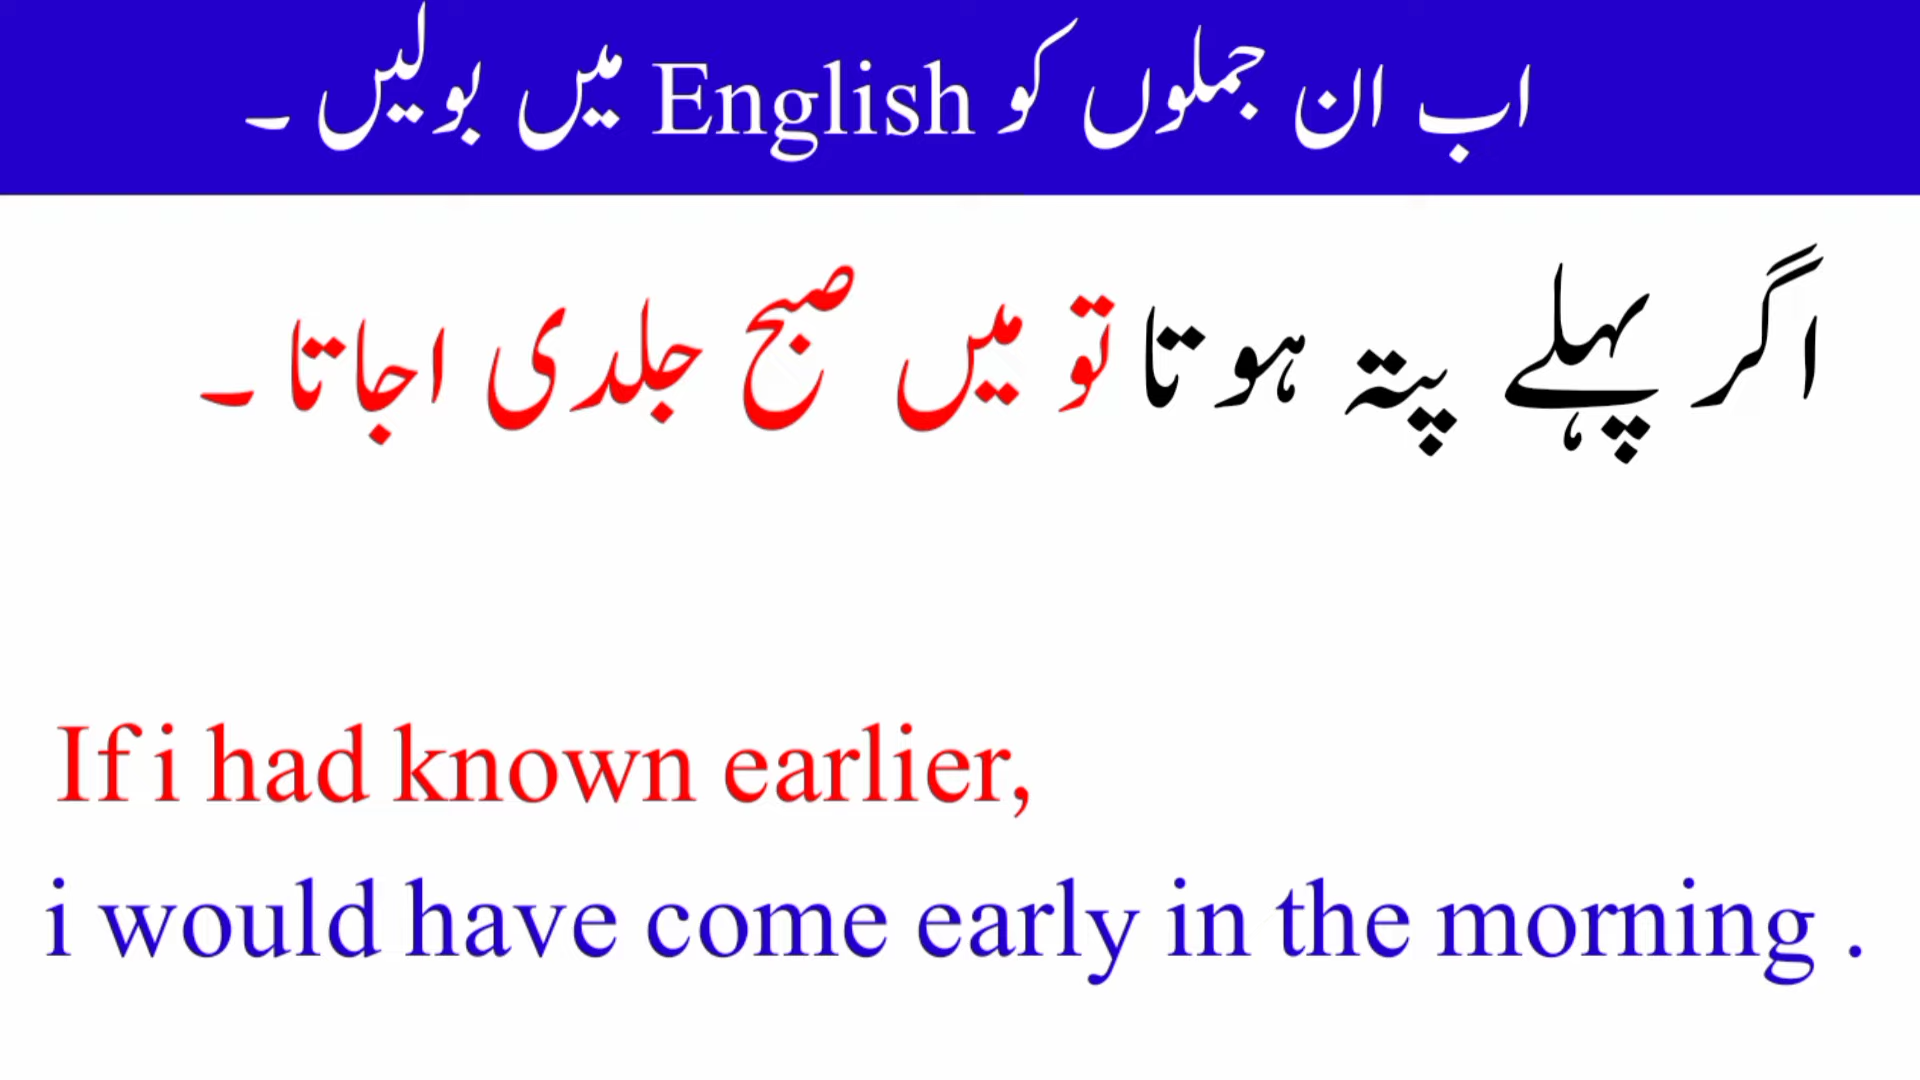 اب ان جملوں کو English میں بولیں ۔
اگر پہلے پتہ ہوتا تو میں صبح جلدی اجاتا ۔
If i had known earlier,
i would have come early in the morning .